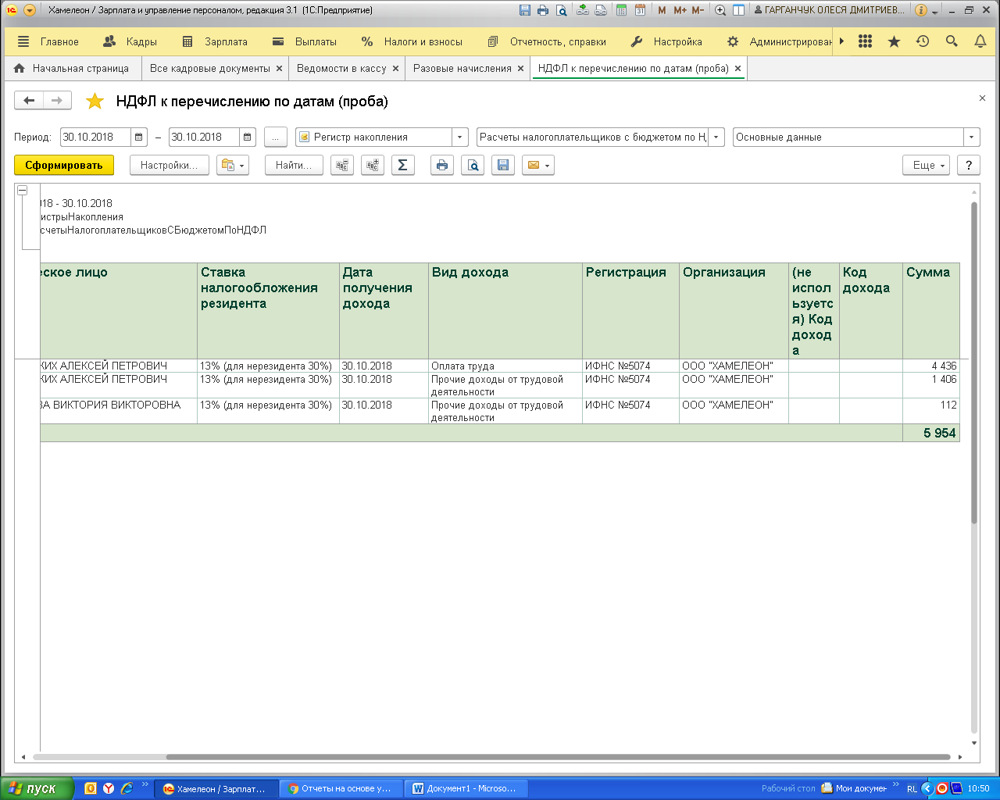 Хамелеон / Зарплата и управление персоналом, редакция 3.1 (1С:Предприятие)
M M+ M- ГАРГАНЧУК ОЛЕСЯ ДМИТРИЕВ...
Главное Кадры Зарплата Выплаты Налоги и взносы Отчетность, справки Настройка Администрирован
Начальная страница Все кадровые документы Ведомости в кассу Разовые начисления НДФЛ к перечислению по датам (проба)
НДФЛ к перечислению по датам (проба)
Период: 30.10.2018 – 30.10.2018 ... Регистр накопления Расчеты налогоплательщиков с бюджетом по Н Основные данные
Сформировать Настройки... Найти... Σ Еще ?
18 - 30.10.2018
истрыНакопления
счетыНалогоплательщиковСБюджетомПоНДФЛ
еское лицо
Ставка
налогообложения
резидента
Дата
получения
дохода
Вид дохода
Регистрация
Организация
(не
испол
ьзуетс
я) Код
доход
а
Код
дохода
Сумма
КИХ АЛЕКСЕЙ ПЕТРОВИЧ 13% (для нерезидента 30%) 30.10.2018 Оплата труда ИФНС №5074 ООО "ХАМЕЛЕОН" 4 436
КИХ АЛЕКСЕЙ ПЕТРОВИЧ 13% (для нерезидента 30%) 30.10.2018 Прочие доходы от трудовой ИФНС №5074 ООО "ХАМЕЛЕОН" 1 406
деятельности
ВА ВИКТОРИЯ ВИКТОРОВНА 13% (для нерезидента 30%) 30.10.2018 Прочие доходы от трудовой ИФНС №5074 ООО "ХАМЕЛЕОН" 112
деятельности
5 954
пуск Хамелеон / Зарплат... Отчеты на основе у... Документ1 - Microso... Рабочий стол Мои докумен RL 10:50